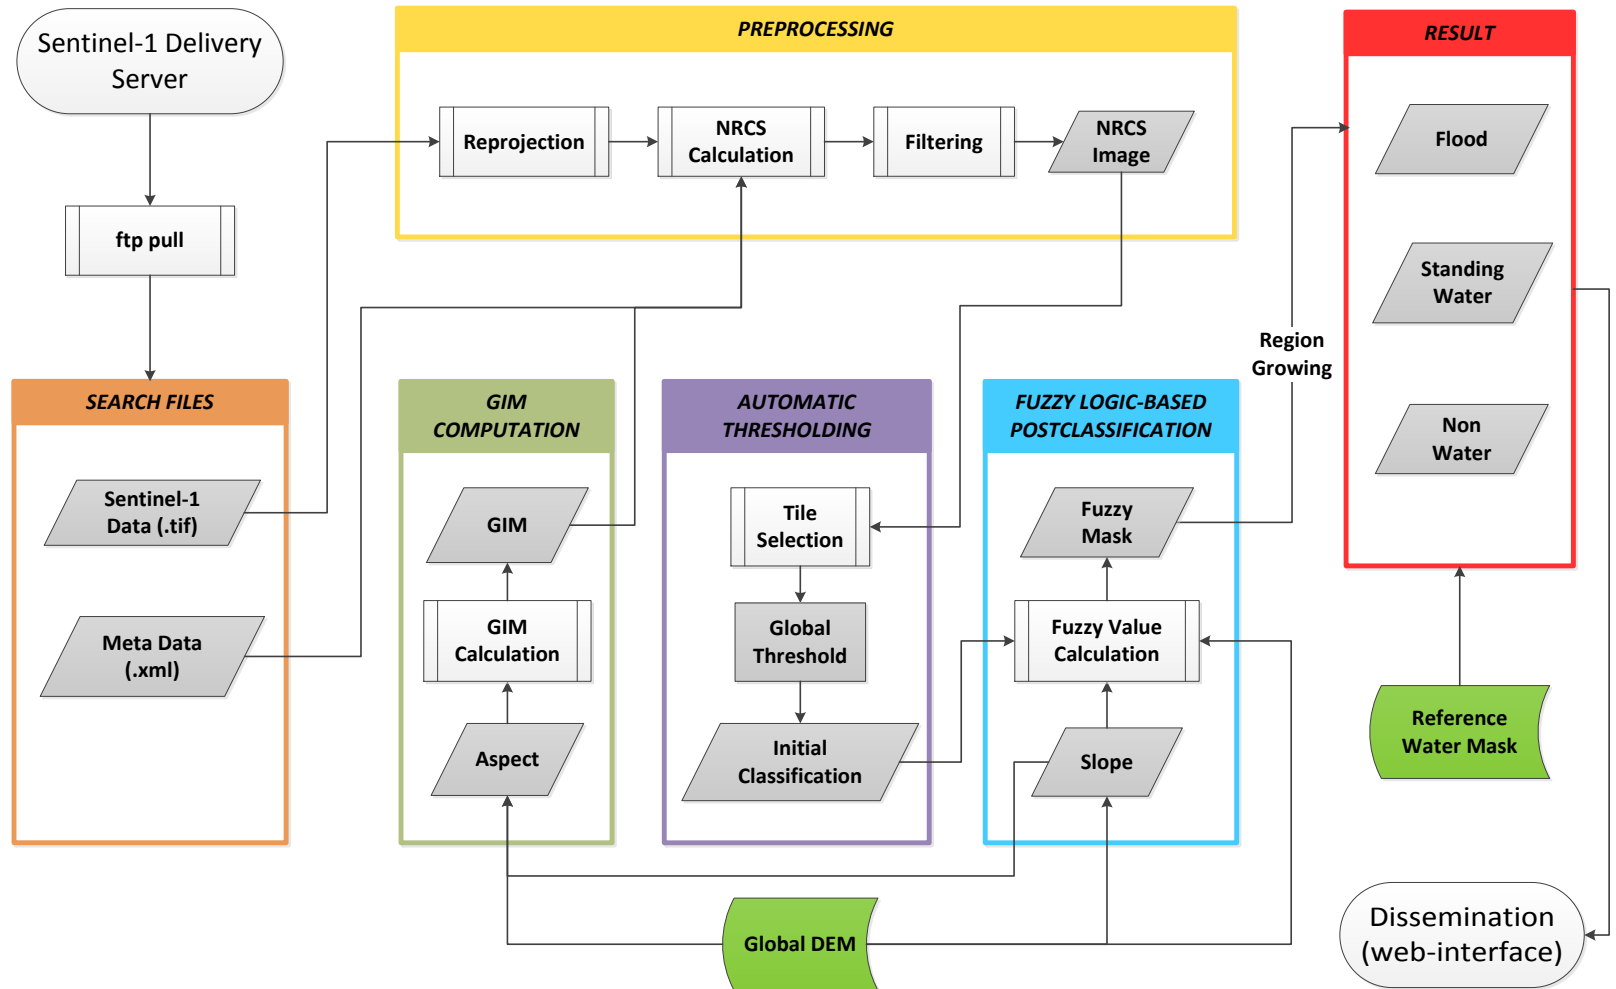 Sentinel-1 Delivery
Server
ftp pull
SEARCH FILES
Sentinel-1
Data (.tif)
Meta Data
(.xml)
PREPROCESSING
Reprojection
NRCS
Calculation
Filtering
NRCS
Image
GIM
COMPUTATION
GIM
GIM
Calculation
Aspect
AUTOMATIC
THRESHOLDING
Tile
Selection
Global
Threshold
Initial
Classification
FUZZY LOGIC-BASED
POSTCLASSIFICATION
Fuzzy
Mask
Fuzzy Value
Calculation
Slope
Global DEM
Region
Growing
RESULT
Flood
Standing
Water
Non
Water
Reference
Water Mask
Dissemination
(web-interface)